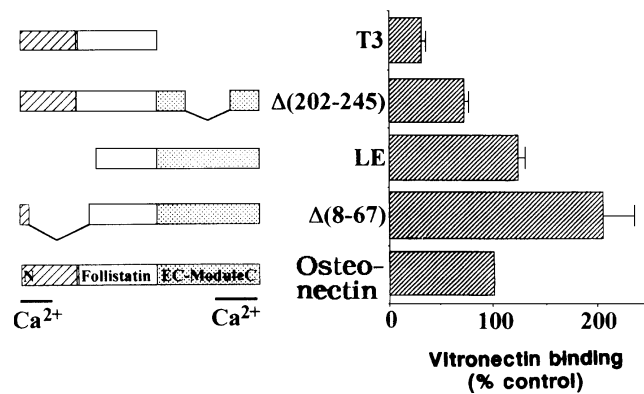 T3
Δ(202-245)
LE
Δ(8-67)
N Follistatin EC-ModuleC
Osteo-
nectin
Ca2+ Ca2+
0 100 200
Vitronectin binding
(% control)